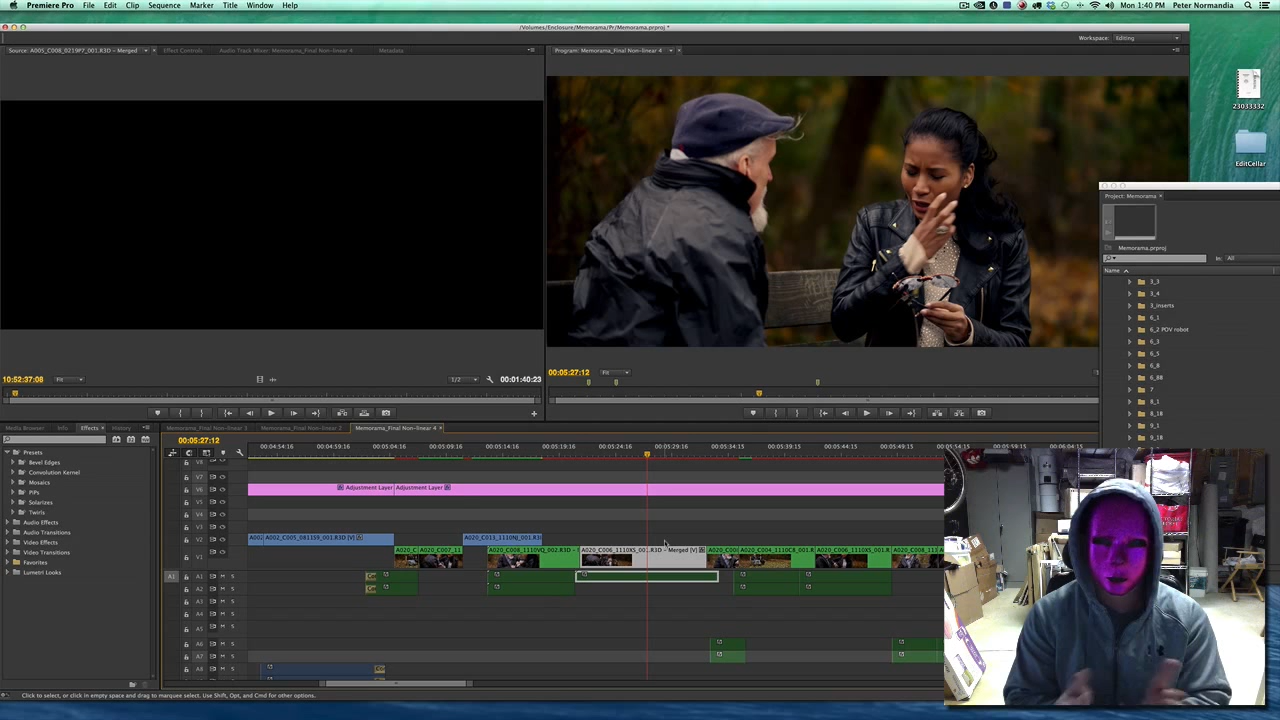 Premiere Pro File Edit Clip Sequence Marker Title Window Help Mon 1:40 PM Peter Normandia
/Volumes/Enclosure/Memorama/Pr/Memorama.prproj *
Workspace: Editing
Source: A005_C008_0219P7_001.R3D - Merged Effect Controls Audio Track Mixer: Memorama_Final Non-linear 4 Metadata
Program: Memorama_Final Non-linear 4
23033332
EditCellar
Project: Memorama
Memorama.prproj
In: All
Name
3_3
3_4
3_inserts
6_1
6_2 POV robot
6_3
6_5
6_8
6_88
7
8_1
8_18
9_1
9_18
10:52:37:08 Fit 1/2 00:01:40:23
00:05:27:12 Fit
Media Browser Info Effects History
Memorama_Final Non-linear 3 Memorama_Final Non-linear 2 Memorama_Final Non-linear 4
00:05:27:12
00:04:54:16 00:04:59:16 00:05:04:16 00:05:09:16 00:05:14:16 00:05:19:16 00:05:24:16 00:05:29:16 00:05:34:15 00:05:39:15 00:05:44:15 00:05:49:15 00:05:54:15 00:05:59:15 00:06:04:15
Presets
Bevel Edges
Convolution Kernel
Mosaics
PiPs
Solarizes
Twirls
Audio Effects
Audio Transitions
Video Effects
Video Transitions
Favorites
Lumetri Looks
V8
V7
V6 Adjustment Layer Adjustment Layer
V5
V4
V3
V2 A002 A002_C005_0813S9_001.R3D [V] A020_C013_1110NJ_001.R3D
V1 A020_C A020_C007_11 A020_C008_1110VQ_002.R3D - A020_C006_1110XS_001.R3D - Merged [V] A020_C00 A020_C004_1110C8_001.R A020_C006_1110XS_001.R A020_C008_111
A1 A1 M S
A2 M S
A3 M S
A4 M S
A5 M S
A6 M S
A7 M S
A8 M S
Click to select, or click in empty space and drag to marquee select. Use Shift, Opt, and Cmd for other options.